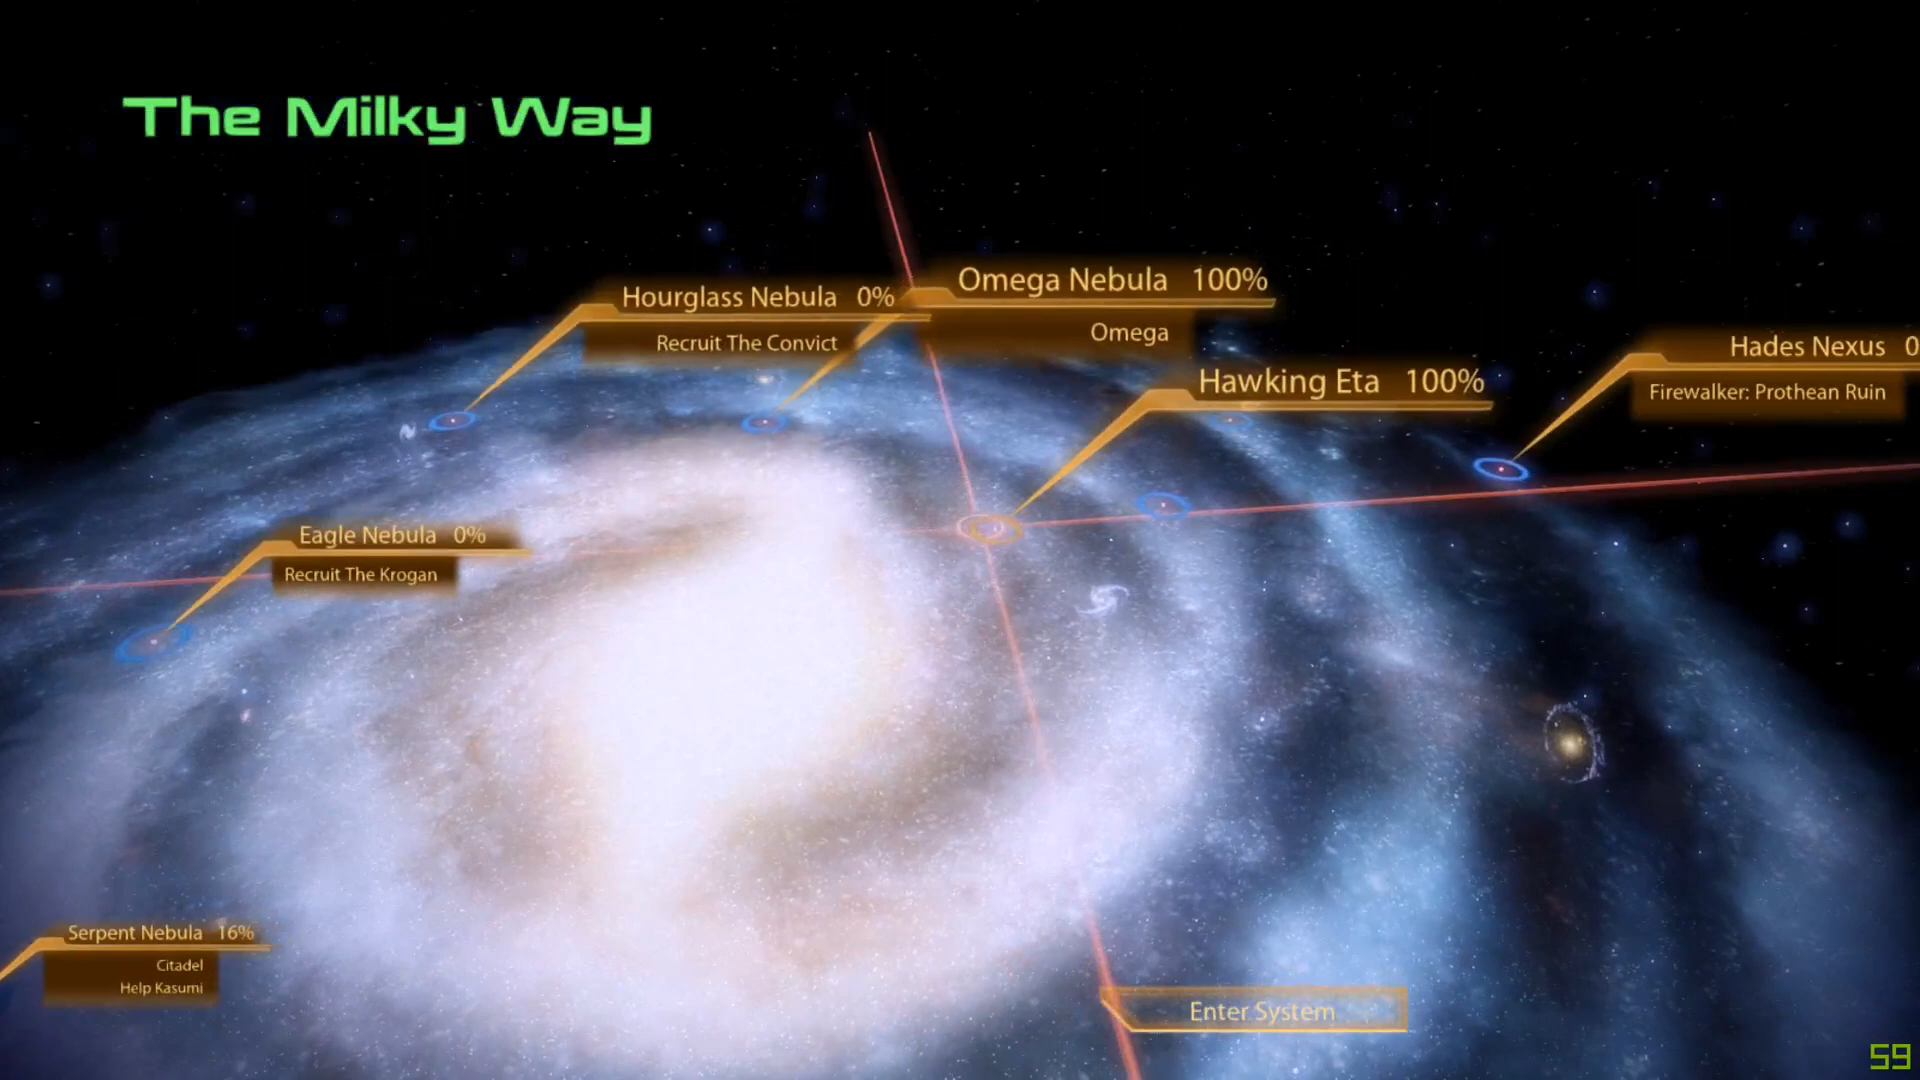 The Milky Way
Omega Nebula 100%
Omega
Hourglass Nebula 0%
Recruit The Convict
Hades Nexus 0
Firewalker: Prothean Ruin
Hawking Eta 100%
Eagle Nebula 0%
Recruit The Krogan
Serpent Nebula 16%
Citadel
Help Kasumi
Enter System
59